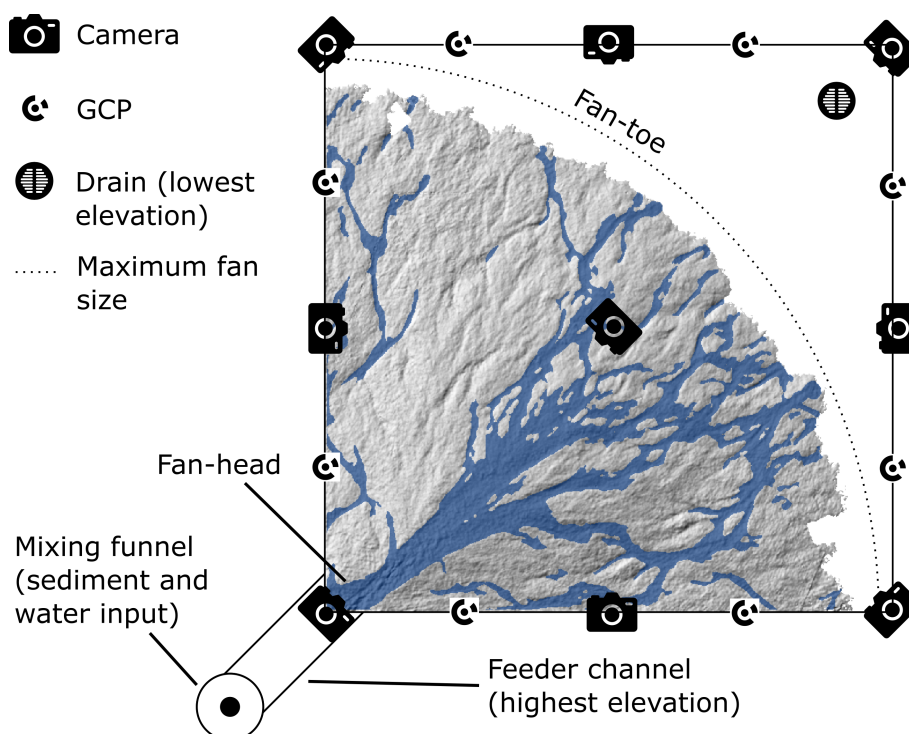 Camera
GCP
Drain (lowest
elevation)
Maximum fan
size
Fan-toe
Fan-head
Mixing funnel
(sediment and
water input)
Feeder channel
(highest elevation)